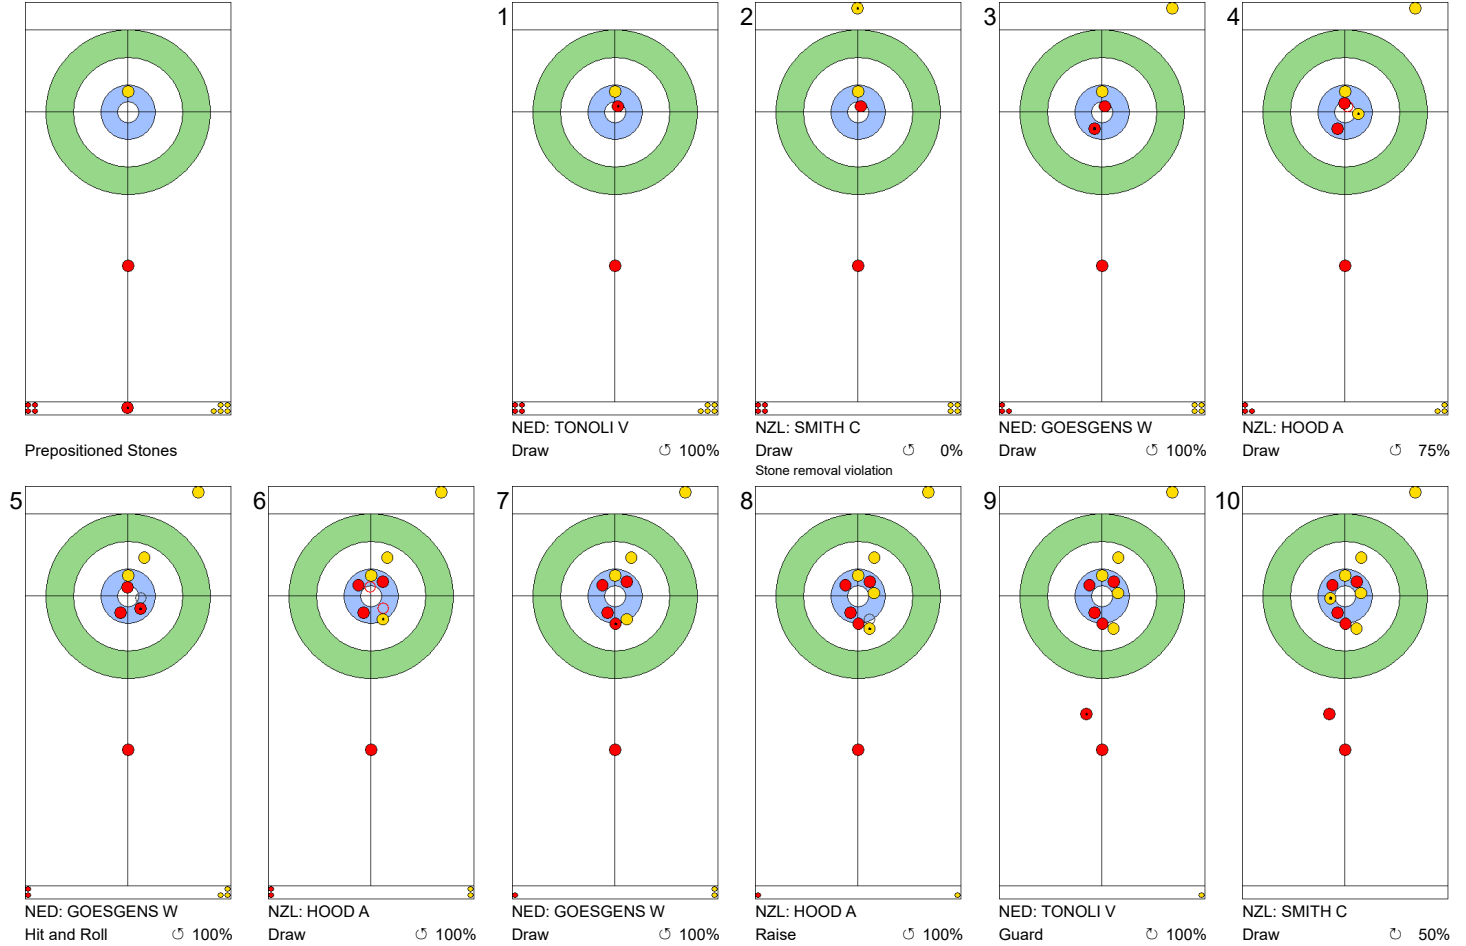 1
2
3
4
Prepositioned Stones
NED: TONOLI V
Draw ↺ 100%
NZL: SMITH C
Draw ↺ 0%
Stone removal violation
NED: GOESGENS W
Draw ↺ 100%
NZL: HOOD A
Draw ↺ 75%
5
6
7
8
9
10
NED: GOESGENS W
Hit and Roll ↺ 100%
NZL: HOOD A
Draw ↺ 100%
NED: GOESGENS W
Draw ↺ 100%
NZL: HOOD A
Raise ↺ 100%
NED: TONOLI V
Guard ↻ 100%
NZL: SMITH C
Draw ↻ 50%